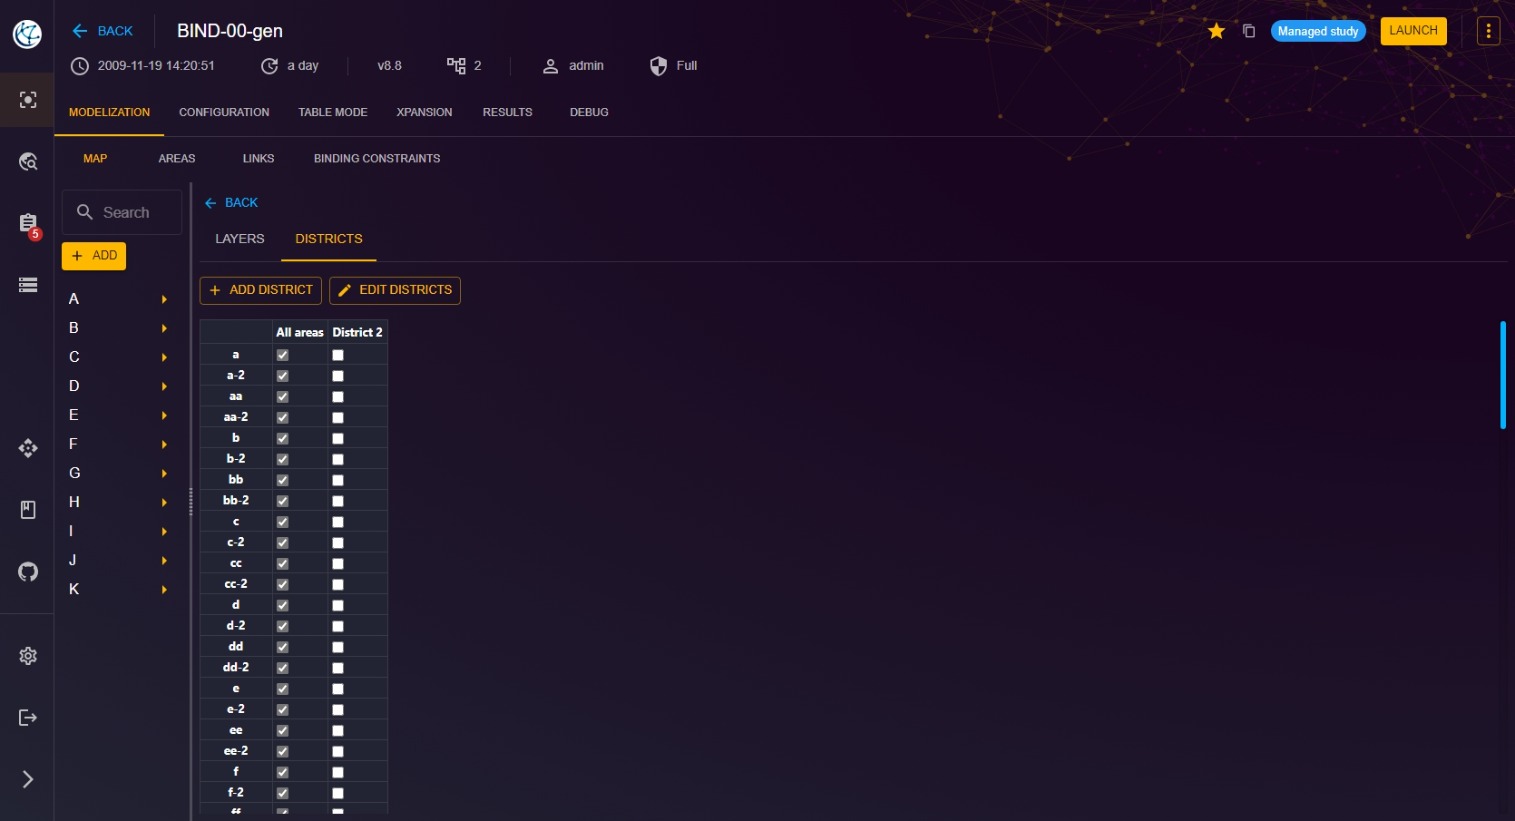 BACK
BIND-00-gen
Managed study
LAUNCH
2009-11-19 14:20:51
a day
v8.8
2
admin
Full
MODELIZATION CONFIGURATION TABLE MODE XPANSION RESULTS DEBUG
MAP AREAS LINKS BINDING CONSTRAINTS
5
Search
+ ADD
A
B
C
D
E
F
G
H
I
J
K
BACK
LAYERS DISTRICTS
+ ADD DISTRICT EDIT DISTRICTS
All areas District 2
a
a-2
aa
aa-2
b
b-2
bb
bb-2
c
c-2
cc
cc-2
d
d-2
dd
dd-2
e
e-2
ee
ee-2
f
f-2
ff